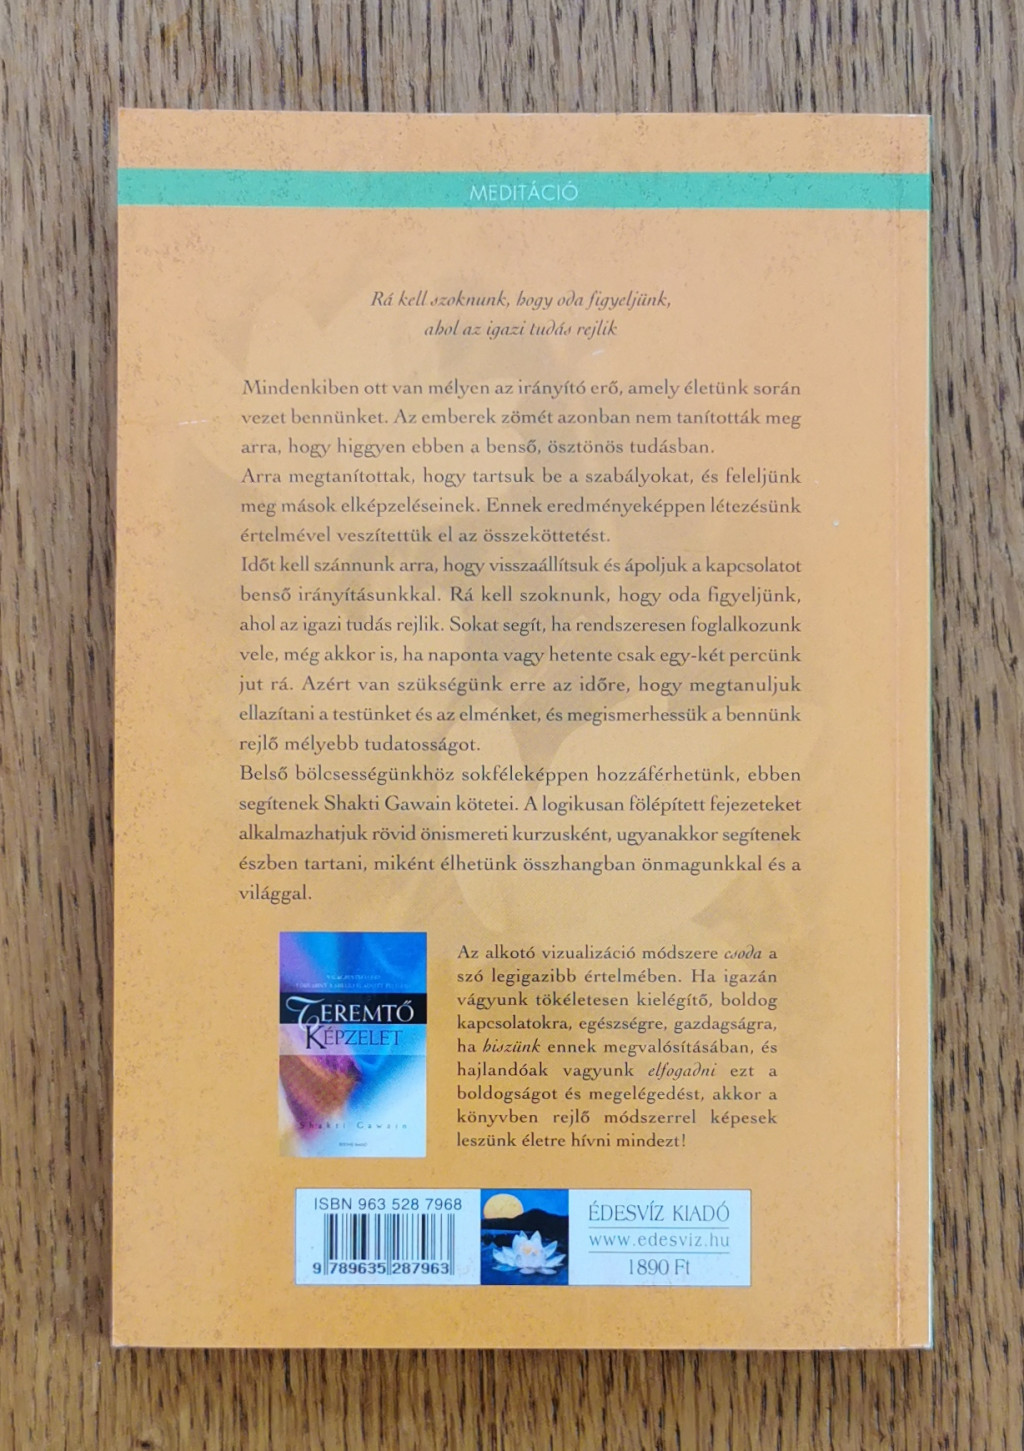 MEDITÁCIÓ
Rá kell szoknunk, hogy oda figyeljünk,
ahol az igazi tudás rejlik
Mindenkiben ott van mélyen az irányító erő, amely életünk során
vezet bennünket. Az emberek zömét azonban nem tanították meg
arra, hogy higgyen ebben a benső, ösztönös tudásban.
Arra megtanítottak, hogy tartsuk be a szabályokat, és feleljünk
meg mások elképzeléseinek. Ennek eredményeképpen létezésünk
értelmével veszítettük el az összeköttetést.
Időt kell szánnunk arra, hogy visszaállítsuk és ápoljuk a kapcsolatot
benső irányításunkkal. Rá kell szoknunk, hogy oda figyeljünk,
ahol az igazi tudás rejlik. Sokat segít, ha rendszeresen foglalkozunk
vele, még akkor is, ha naponta vagy hetente csak egy-két percünk
jut rá. Azért van szükségünk erre az időre, hogy megtanuljuk
ellazítani a testünket és az elménket, és megismerhessük a bennünk
rejlő mélyebb tudatosságot.
Belső bölcsességünkhöz sokféleképpen hozzáférhetünk, ebben
segítenek Shakti Gawain kötetei. A logikusan fölépített fejezeteket
alkalmazhatjuk rövid önismereti kurzusként, ugyanakkor segítenek
észben tartani, miként élhetünk összhangban önmagunkkal és a
világgal.
TEREMTŐ
KÉPZELET
Shakti Gawain
Az alkotó vizualizáció módszere csoda a
szó legigazibb értelmében. Ha igazán
vágyunk tökéletesen kielégítő, boldog
kapcsolatokra, egészségre, gazdagságra,
ha hiszünk ennek megvalósításában, és
hajlandóak vagyunk elfogadni ezt a
boldogságot és megelégedést, akkor a
könyvben rejlő módszerrel képesek
leszünk életre hívni mindezt!
ISBN 963 528 7968
9 789635 287963
ÉDESVÍZ KIADÓ
www.edesviz.hu
1890 Ft